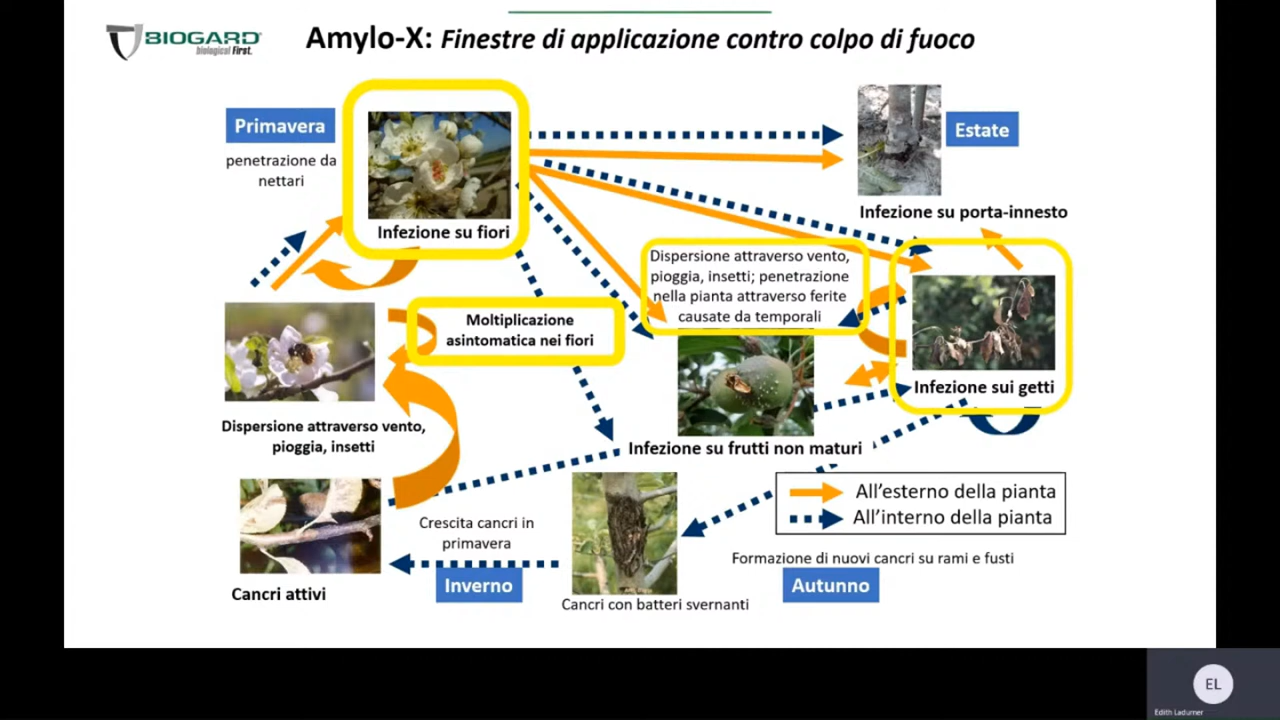 BIOGARD
biological First.
Amylo-X: Finestre di applicazione contro colpo di fuoco
Primavera
penetrazione da
nettari
Infezione su fiori
Estate
Infezione su porta-innesto
Dispersione attraverso vento,
pioggia, insetti; penetrazione
nella pianta attraverso ferite
causate da temporali
Moltiplicazione
asintomatica nei fiori
Infezione sui getti
Dispersione attraverso vento,
pioggia, insetti
Infezione su frutti non maturi
All'esterno della pianta
All'interno della pianta
Crescita cancri in
primavera
Formazione di nuovi cancri su rami e fusti
Inverno
Autunno
Cancri attivi
Cancri con batteri svernanti
EL
Edith Ladurner